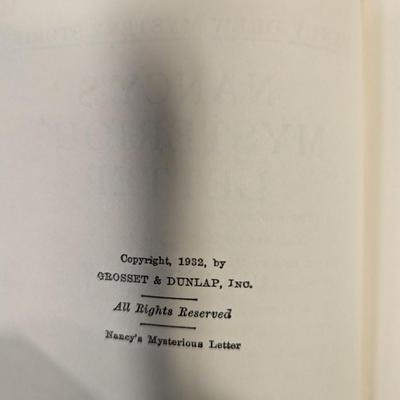 Copyright, 1932, by
GROSSET & DUNLAP, INC.
All Rights Reserved
Nancy's Mysterious Letter